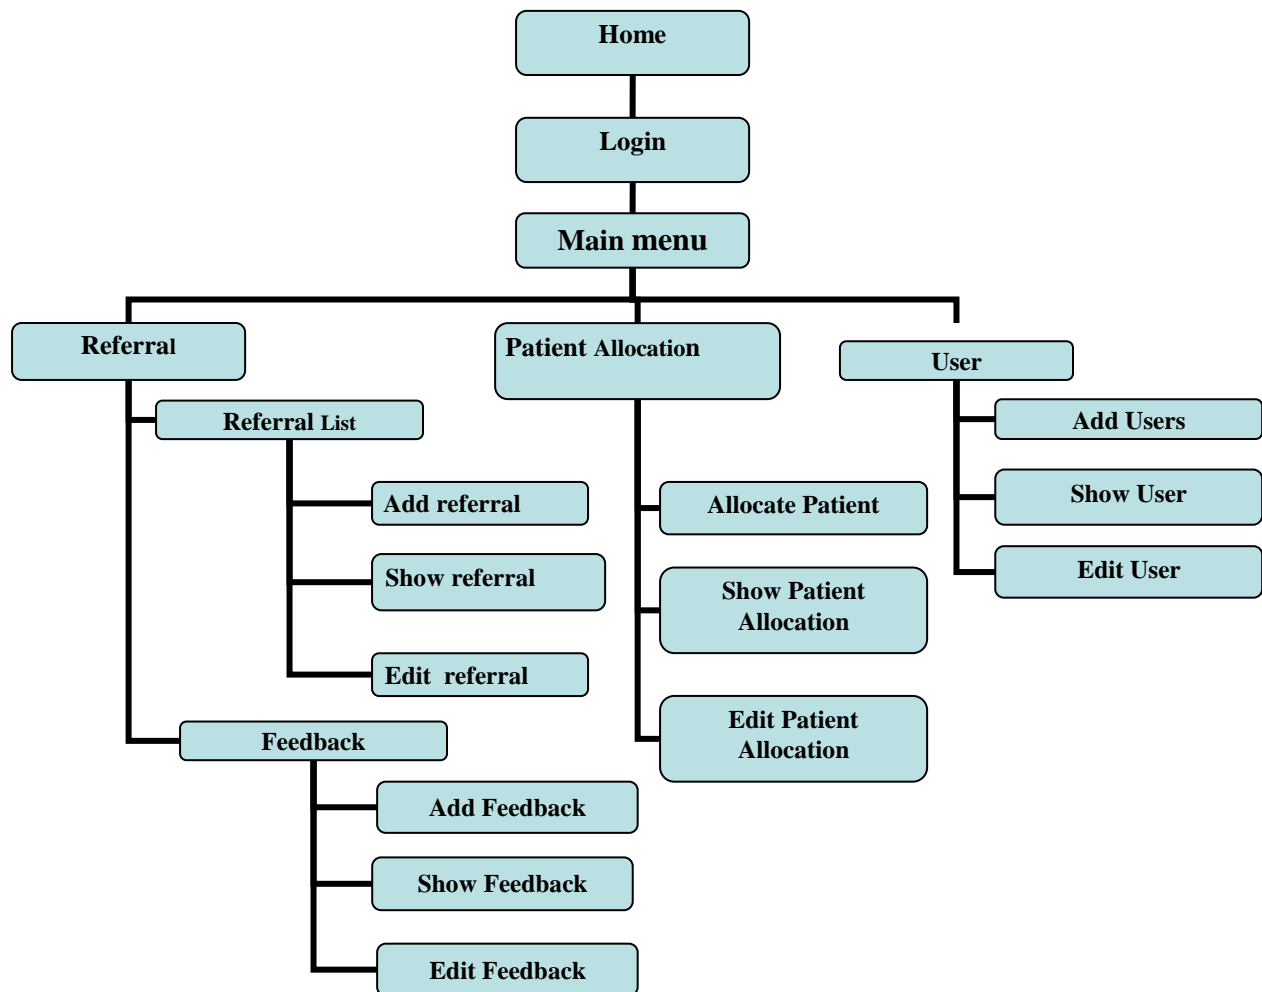 Home
Login
Main menu
Referral
Patient Allocation
User
Referral List
Add Users
Add referral
Show User
Allocate Patient
Show referral
Edit User
Show Patient
Allocation
Edit referral
Edit Patient
Allocation
Feedback
Add Feedback
Show Feedback
Edit Feedback